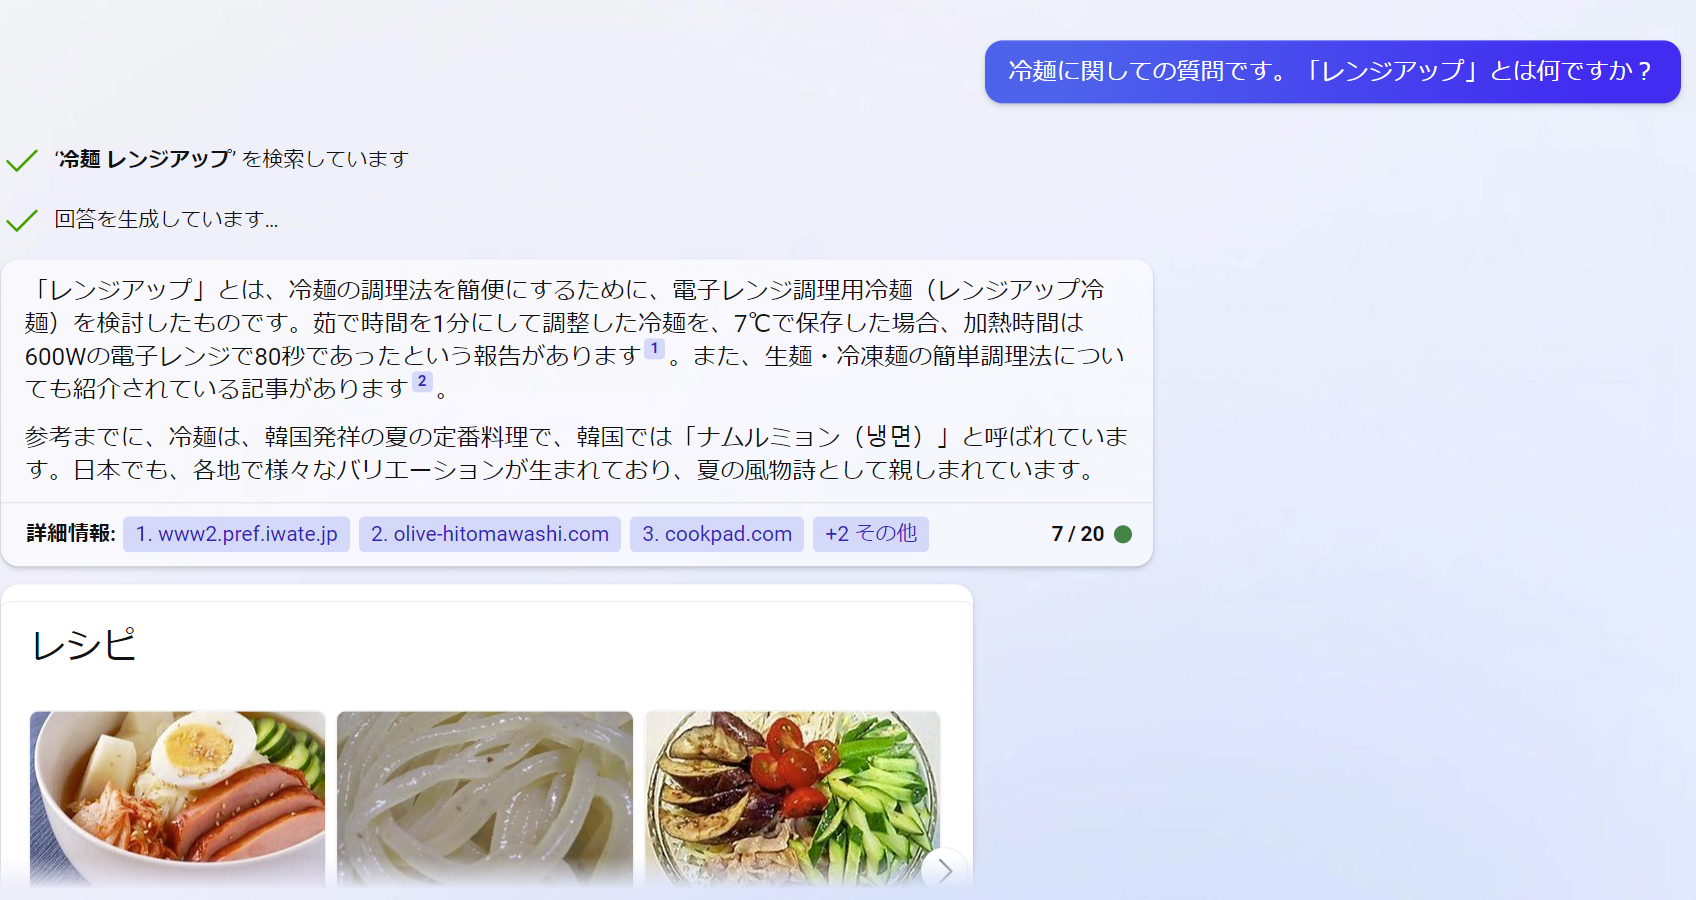 冷麺に関しての質問です。「レンジアップ」とは何ですか？
‘冷麺 レンジアップ’ を検索しています
回答を生成しています...
「レンジアップ」とは、冷麺の調理法を簡便にするために、電子レンジ調理用冷麺（レンジアップ冷
麺）を検討したものです。茹で時間を1分にして調整した冷麺を、7℃で保存した場合、加熱時間は
600Wの電子レンジで80秒であったという報告があります1。また、生麺・冷凍麺の簡単調理法につい
ても紹介されている記事があります2。
参考までに、冷麺は、韓国発祥の夏の定番料理で、韓国では「ナムルミョン（냉면）」と呼ばれていま
す。日本でも、各地で様々なバリエーションが生まれており、夏の風物詩として親しまれています。
詳細情報: 1. www2.pref.iwate.jp 2. olive-hitomawashi.com 3. cookpad.com +2 その他 7 / 20
レシピ